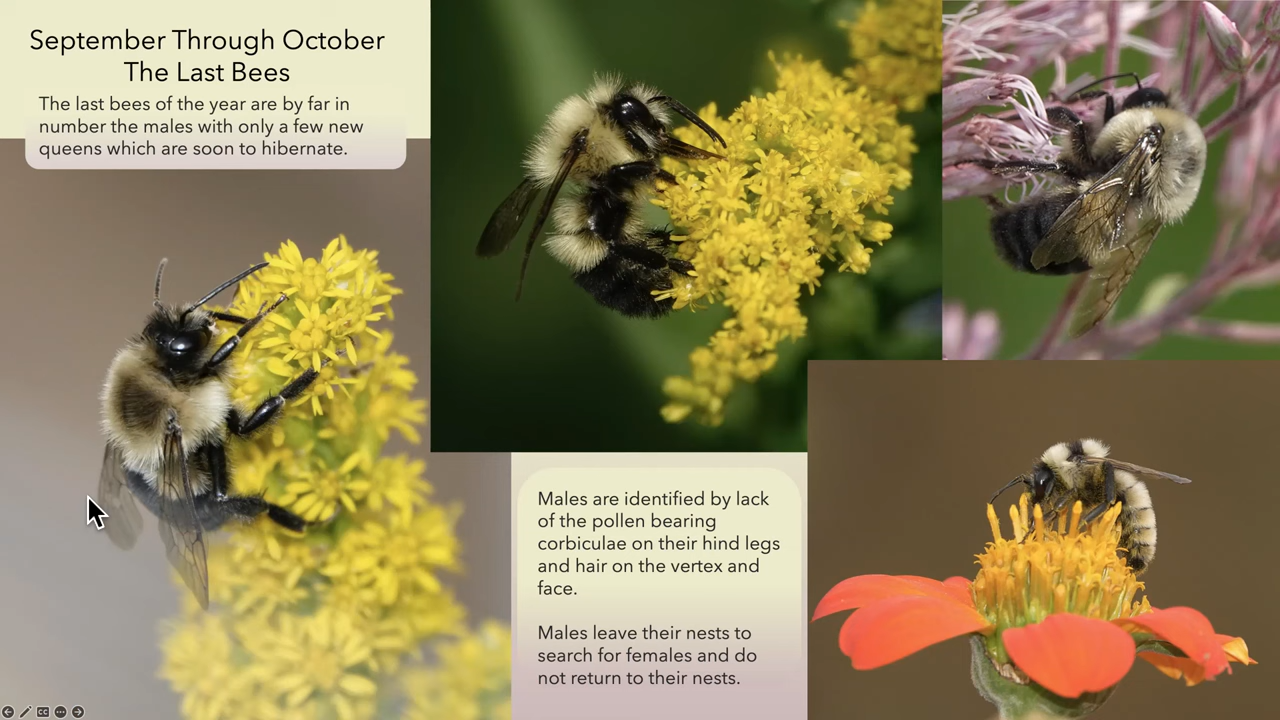 September Through October
The Last Bees
The last bees of the year are by far in
number the males with only a few new
queens which are soon to hibernate.
Males are identified by lack
of the pollen bearing
corbiculae on their hind legs
and hair on the vertex and
face.
Males leave their nests to
search for females and do
not return to their nests.
CC